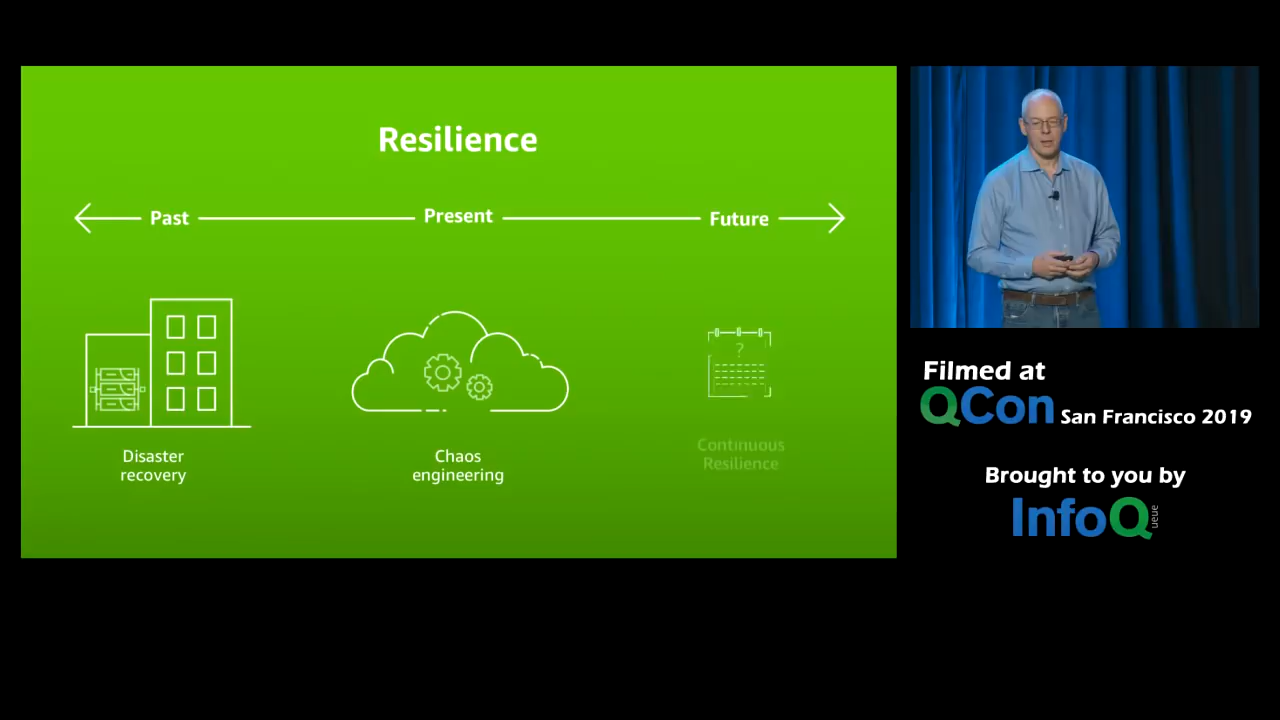 Resilience
Past
Present
Future
?
Disaster
recovery
Chaos
engineering
Continuous
Resilience
Filmed at
QCon San Francisco 2019
Brought to you by
InfoQ
ueue